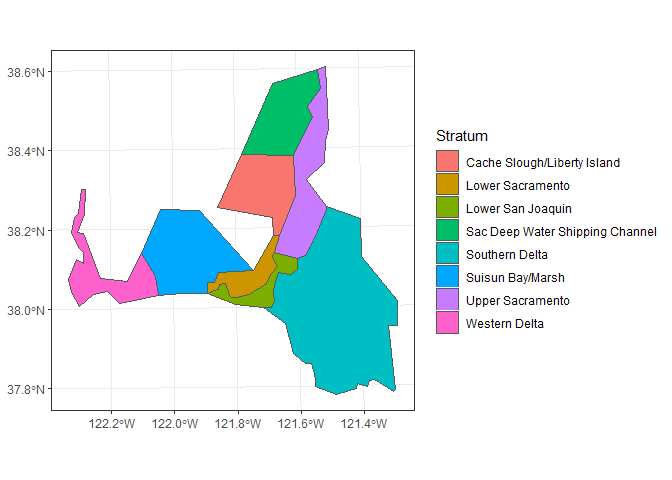 38.6°N
38.4°N
38.2°N
38.0°N
37.8°N
122.2°W 122.0°W 121.8°W 121.6°W 121.4°W
Stratum
Cache Slough/Liberty Island
Lower Sacramento
Lower San Joaquin
Sac Deep Water Shipping Channel
Southern Delta
Suisun Bay/Marsh
Upper Sacramento
Western Delta